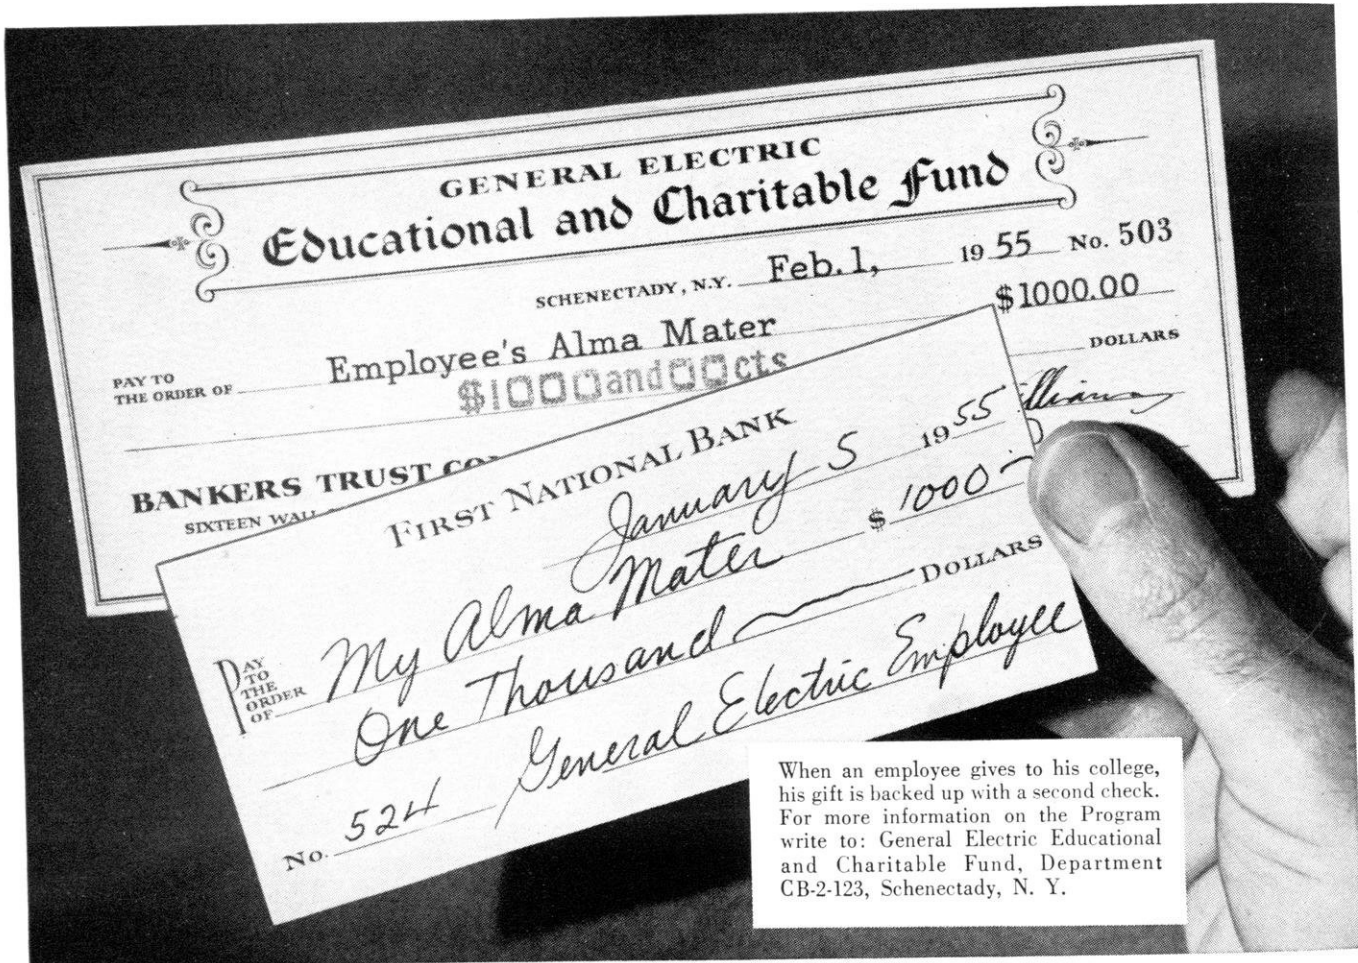 GENERAL ELECTRIC
Educational and Charitable Fund
SCHENECTADY, N.Y. Feb. 1, 1955 No. 503
PAY TO
THE ORDER OF Employee's Alma Mater $1000.00
$1000and00cts DOLLARS
BANKERS TRUST
SIXTEEN
FIRST NATIONAL BANK
January 5 1955
PAY
TO
THE
ORDER
OF My Alma Mater $ 1000
One Thousand DOLLARS
No. 524 General Electric Employee
When an employee gives to his college,
his gift is backed up with a second check.
For more information on the Program
write to: General Electric Educational
and Charitable Fund, Department
CB-2-123, Schenectady, N. Y.